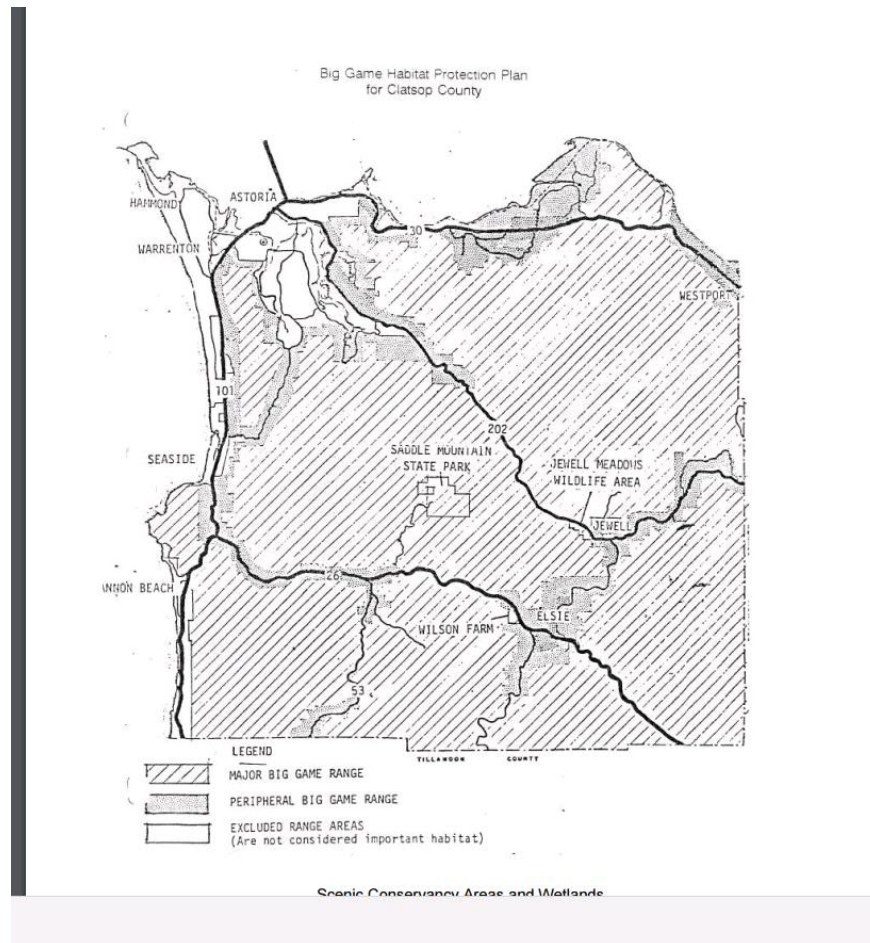 Big Game Habitat Protection Plan
for Clatsop County
HAMMOND
ASTORIA
WARRENTON
30
WESTPORT
101
202
SEASIDE
SADDLE MOUNTAIN
STATE PARK
JEWELL MEADOWS
WILDLIFE AREA
JEWELL
26
ANNON BEACH
ELSIE
WILSON FARM
53
LEGEND
TILLAMOOK COUNTY
MAJOR BIG GAME RANGE
PERIPHERAL BIG GAME RANGE
EXCLUDED RANGE AREAS
(Are not considered important habitat)
Scenic Conservancy Areas and Wetlands